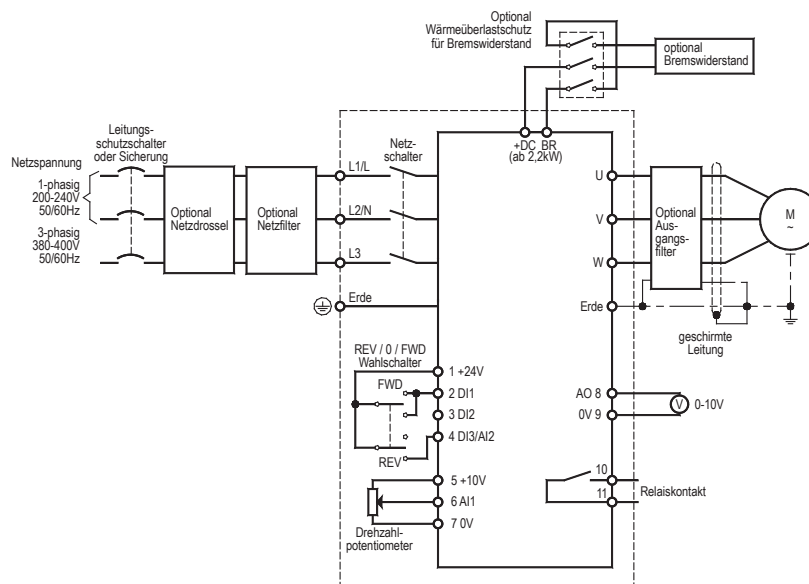 Optional
Wärmeüberlastschutz
für Bremswiderstand
optional
Bremswiderstand
Leitungs-
schutzschalter
oder Sicherung
Netz-
schalter
+DC BR
(ab 2,2kW)
Netzspannung
1-phasig
200-240V
50/60Hz
3-phasig
380-400V
50/60Hz
Optional
Netzdrossel
Optional
Netzfilter
L1/L
L2/N
L3
Erde
U
V
W
Erde
Optional
Aus-
gangs-
filter
M
~
geschirmte
Leitung
REV / 0 / FWD
Wahlschalter
FWD
REV
1 +24V
2 DI1
3 DI2
4 DI3/AI2
5 +10V
6 AI1
7 0V
Drehzahl-
potentiometer
AO 8
0V 9
V
0-10V
10
11
Relaiskontakt